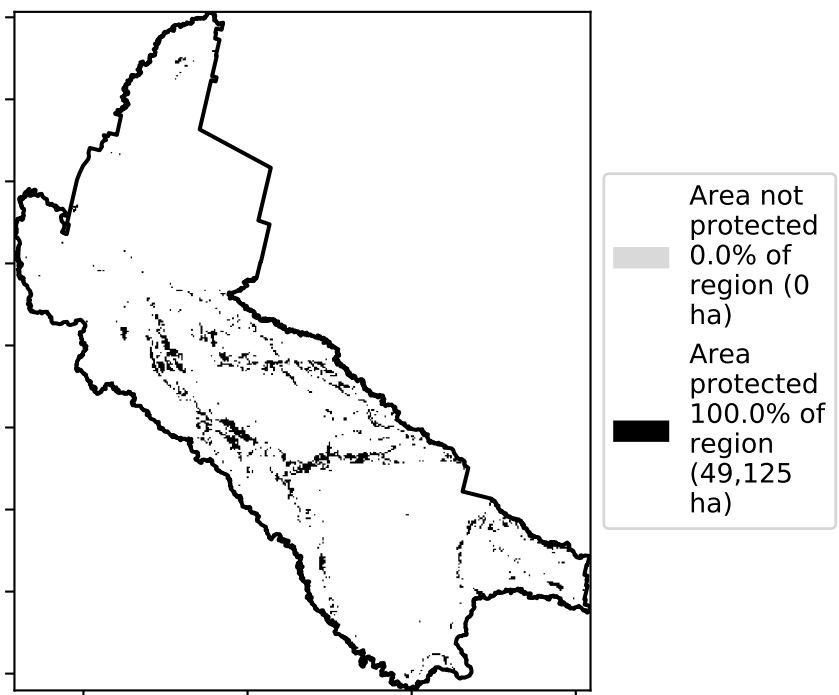 Area not
protected
0.0% of
region (0
ha)
Area
protected
100.0% of
region
(49,125
ha)